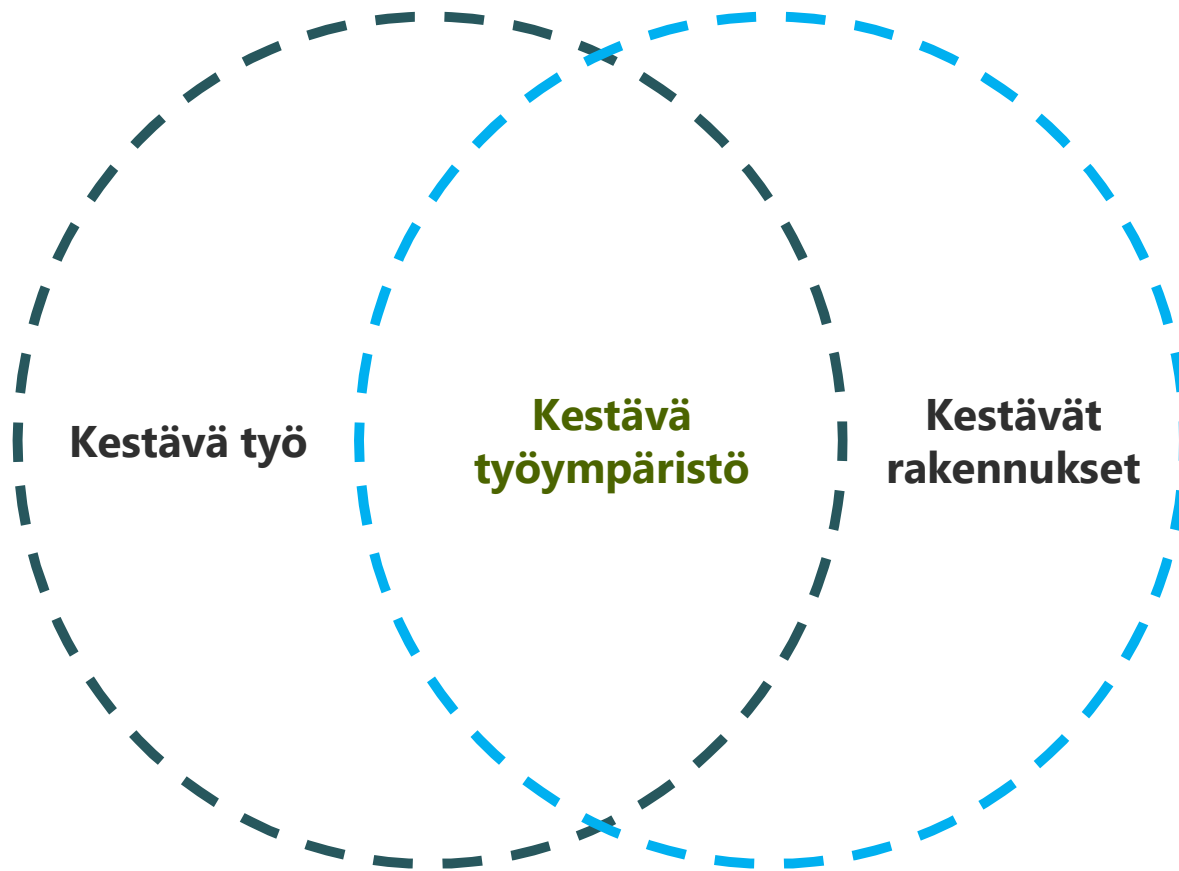 Kestävä työ
Kestävä
työympäristö
Kestävät
rakennukset